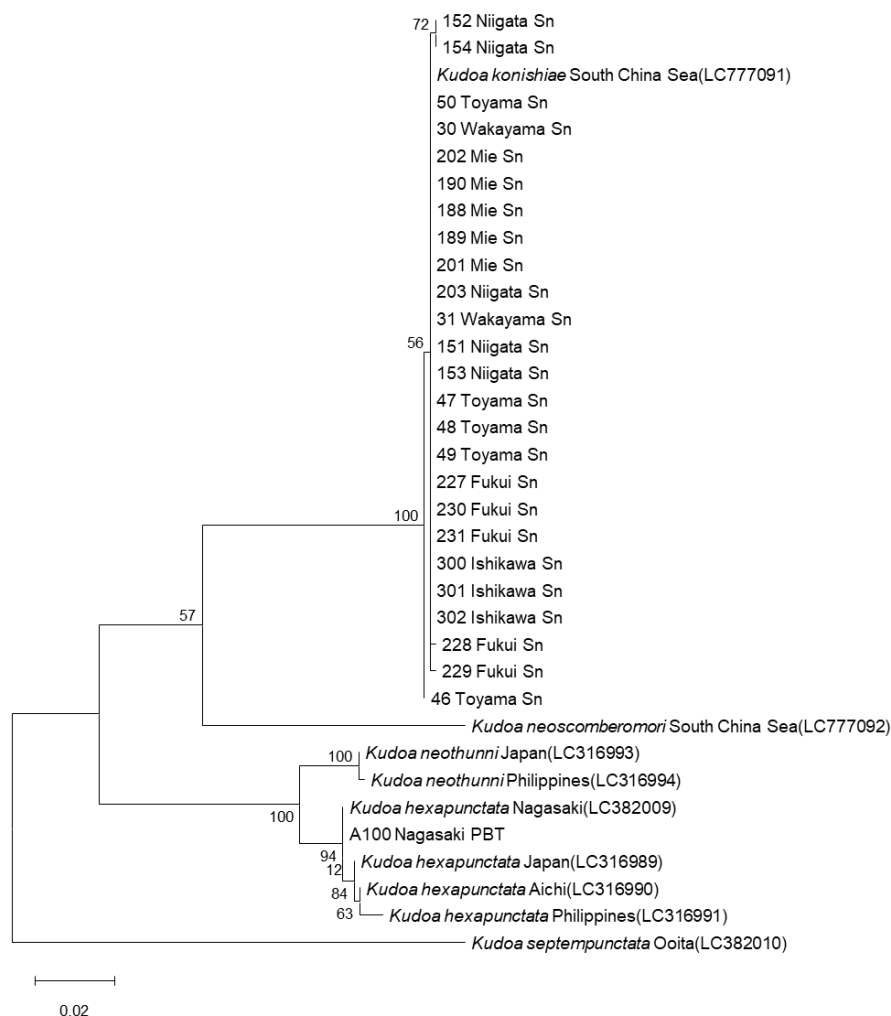 72
152 Niigata Sn
154 Niigata Sn
Kudoa konishiae South China Sea(LC777091)
50 Toyama Sn
30 Wakayama Sn
202 Mie Sn
190 Mie Sn
188 Mie Sn
189 Mie Sn
201 Mie Sn
203 Niigata Sn
31 Wakayama Sn
56
151 Niigata Sn
153 Niigata Sn
47 Toyama Sn
48 Toyama Sn
49 Toyama Sn
227 Fukui Sn
230 Fukui Sn
100
231 Fukui Sn
300 Ishikawa Sn
301 Ishikawa Sn
57
302 Ishikawa Sn
228 Fukui Sn
229 Fukui Sn
46 Toyama Sn
Kudoa neoscomberomori South China Sea(LC777092)
100
Kudoa neothunni Japan(LC316993)
Kudoa neothunni Philippines(LC316994)
Kudoa hexapunctata Nagasaki(LC382009)
100
A100 Nagasaki PBT
94
Kudoa hexapunctata Japan(LC316989)
12
Kudoa hexapunctata Aichi(LC316990)
84
Kudoa hexapunctata Philippines(LC316991)
63
Kudoa septempunctata Ooita(LC382010)
0.02